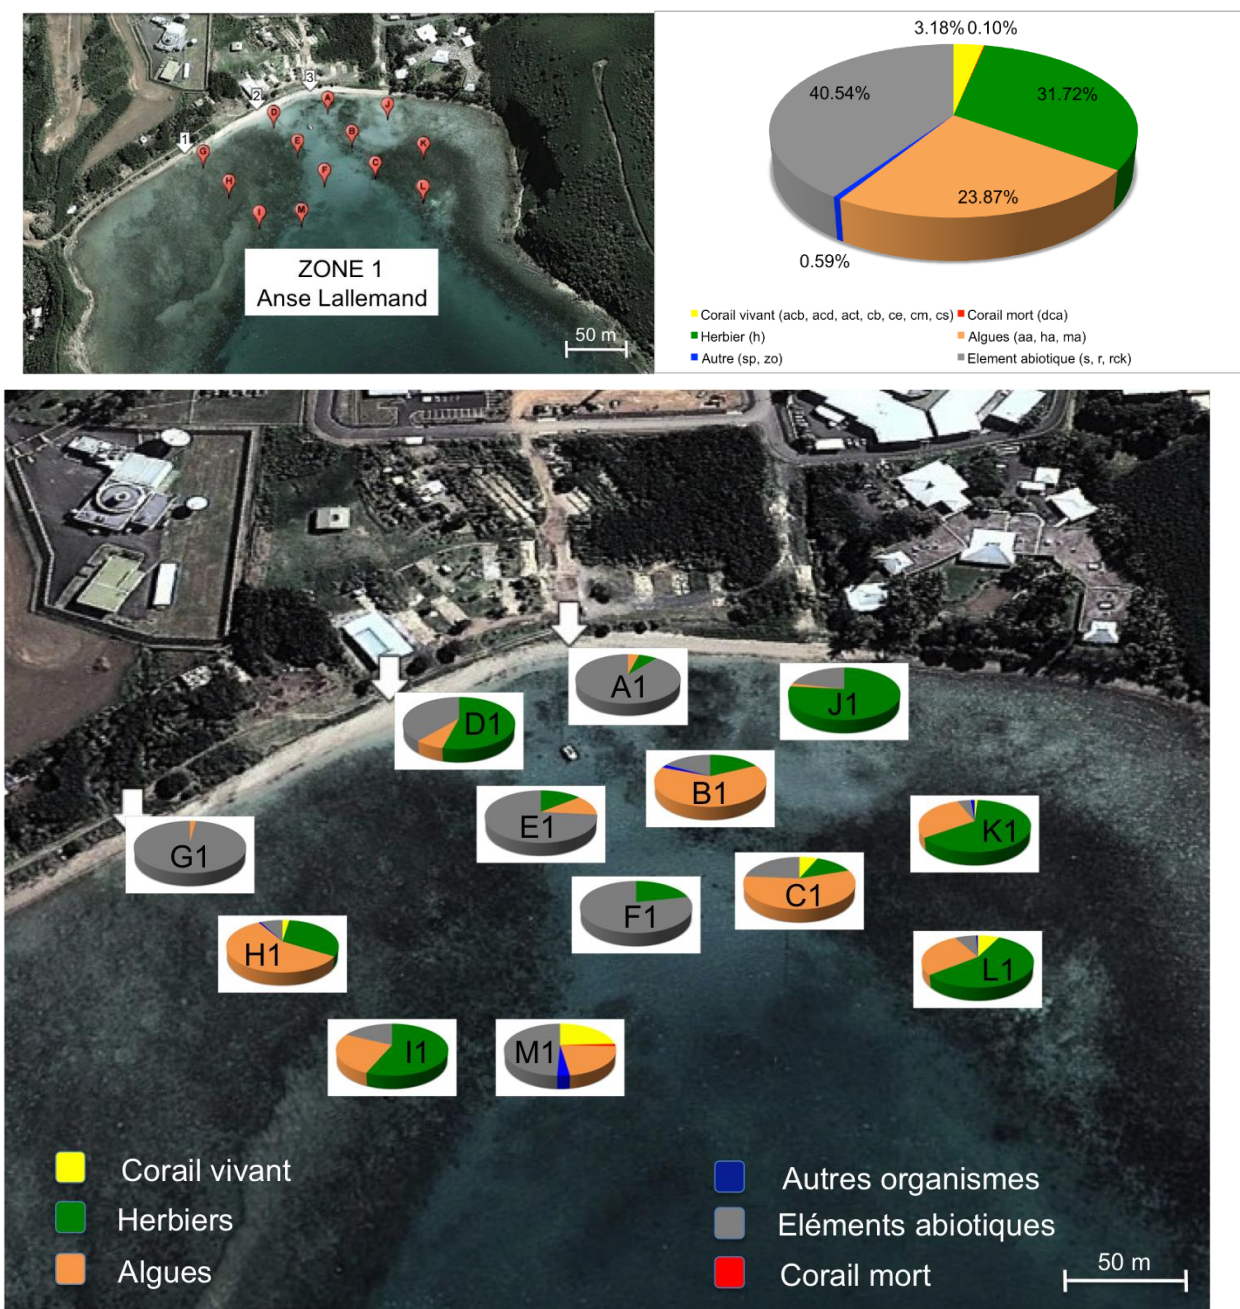 3
2
1
A
J
D
B
E
K
G
C
F
H
L
I
M
ZONE 1
Anse Lallemand
50 m
3.18% 0.10%
40.54%
31.72%
23.87%
0.59%
Corail vivant (acb, acd, act, cb, ce, cm, cs)
Corail mort (dca)
Herbier (h)
Algues (aa, ha, ma)
Autre (sp, zo)
Element abiotique (s, r, rck)
A1
J1
D1
B1
E1
K1
G1
C1
F1
H1
L1
I1
M1
Corail vivant
Herbiers
Algues
Autres organismes
Eléments abiotiques
Corail mort
50 m